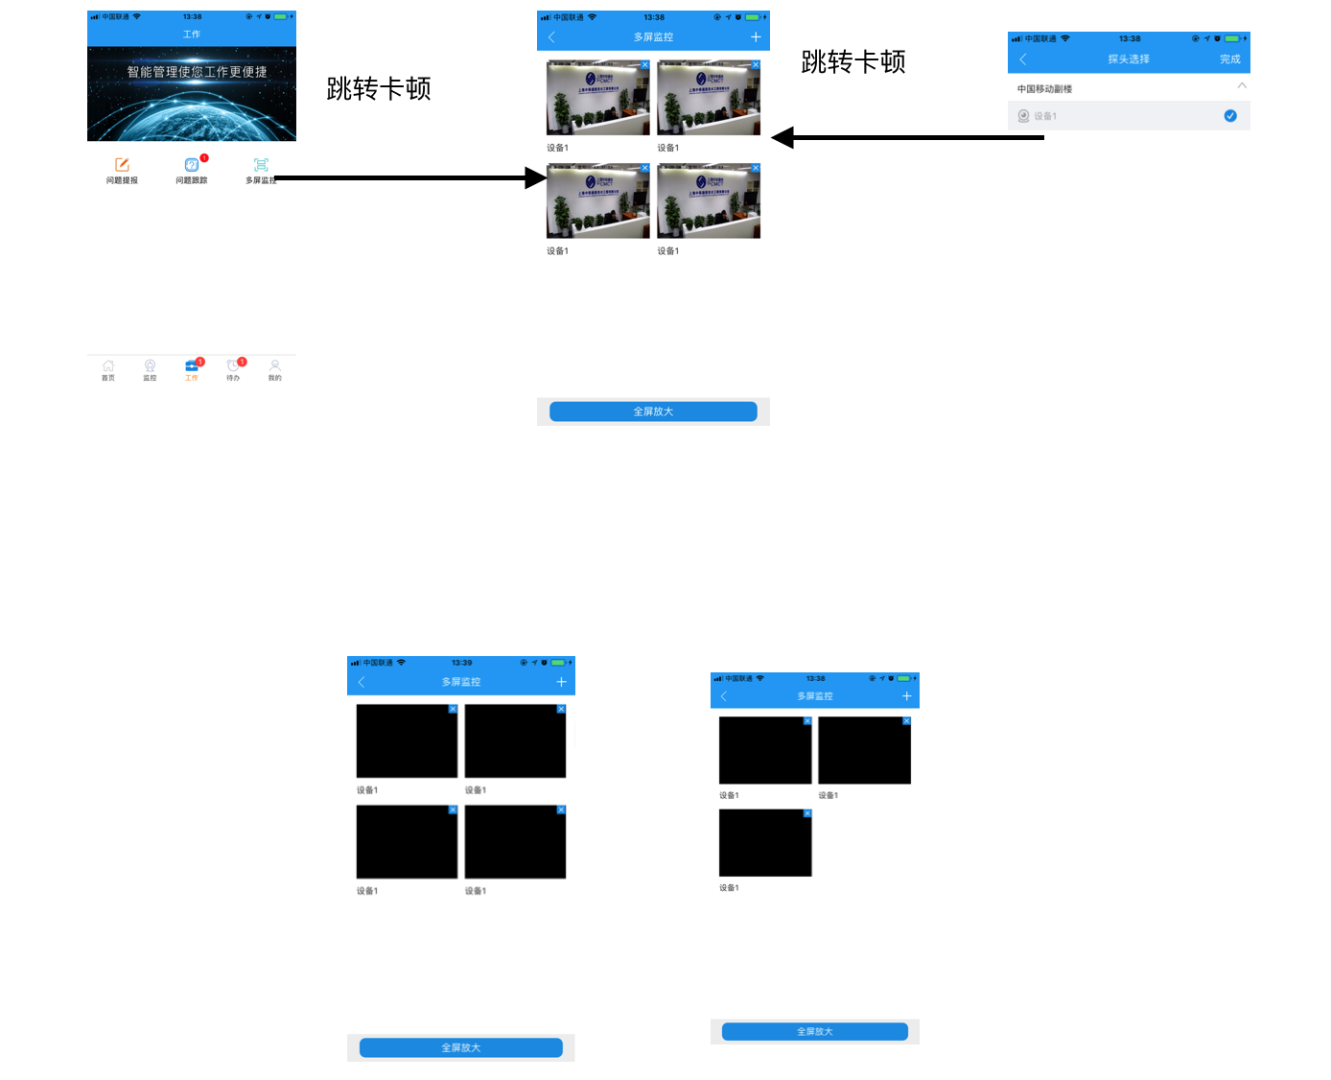 中国联通
13:38
工作
智能管理使您工作更便捷
问题提报
1
问题跟踪
多屏监控
首页
监控
1
工作
1
待办
我的
跳转卡顿
中国联通
13:38
多屏监控
设备1
设备1
设备1
设备1
全屏放大
跳转卡顿
中国联通
13:38
探头选择
完成
中国移动副楼
设备1
中国联通
13:39
多屏监控
设备1
设备1
设备1
设备1
全屏放大
中国联通
13:38
多屏监控
设备1
设备1
设备1
全屏放大